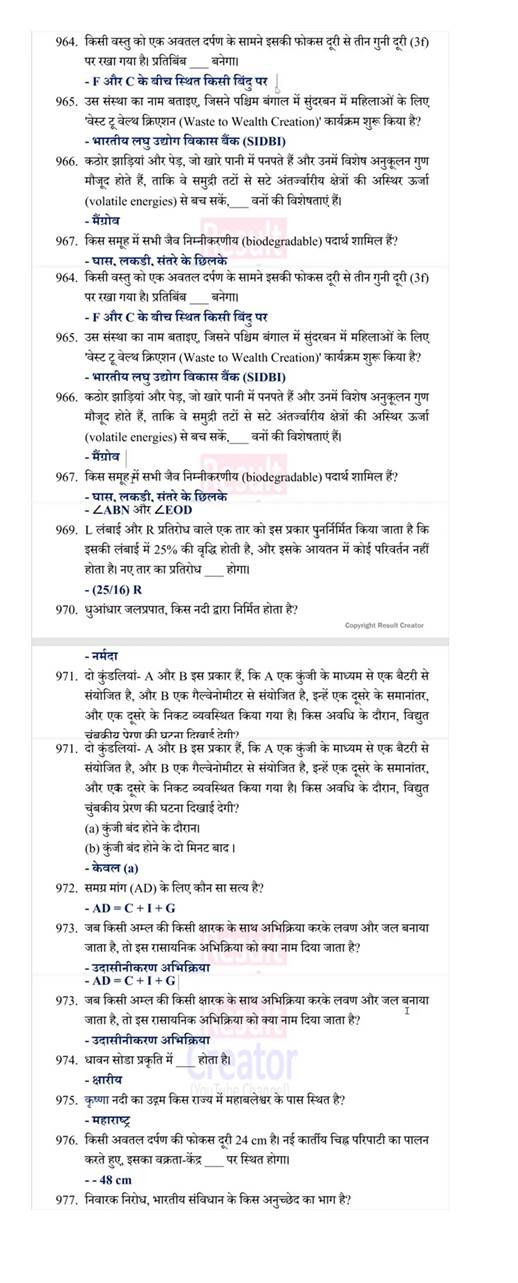 964. किसी वस्तु को एक अवतल दर्पण के सामने इसकी फोकस दूरी से तीन गुनी दूरी (3f)
पर रखा गया है। प्रतिबिंब ____ बनेगा।
- F और C के बीच स्थित किसी बिंदु पर
965. उस संस्था का नाम बताइए, जिसने पश्चिम बंगाल में सुंदरबन में महिलाओं के लिए
'वेस्ट टू वेल्थ क्रिएशन (Waste to Wealth Creation)' कार्यक्रम शुरू किया है?
- भारतीय लघु उद्योग विकास बैंक (SIDBI)
966. कठोर झाड़ियां और पेड़, जो खारे पानी में पनपते हैं और उनमें विशेष अनुकूलन गुण
मौजूद होते हैं, ताकि वे समुद्री तटों से सटे अंतर्ज्वारीय क्षेत्रों की अस्थिर ऊर्जा
(volatile energies) से बच सकें,____ वनों की विशेषताएं हैं।
- मैंग्रोव
Result
967. किस समूह में सभी जैव निम्नीकरणीय (biodegradable) पदार्थ शामिल हैं?
- घास, लकडी, संतरे के छिलके
964. किसी वस्तु को एक अवतल दर्पण के सामने इसकी फोकस दूरी से तीन गुनी दूरी (3f)
पर रखा गया है। प्रतिबिंब ____ बनेगा।
- F और C के बीच स्थित किसी बिंदु पर
965. उस संस्था का नाम बताइए, जिसने पश्चिम बंगाल में सुंदरबन में महिलाओं के लिए
'वेस्ट टू वेल्थ क्रिएशन (Waste to Wealth Creation)' कार्यक्रम शुरू किया है?
- भारतीय लघु उद्योग विकास बैंक (SIDBI)
966. कठोर झाड़ियां और पेड़, जो खारे पानी में पनपते हैं और उनमें विशेष अनुकूलन गुण
मौजूद होते हैं, ताकि वे समुद्री तटों से सटे अंतर्ज्वारीय क्षेत्रों की अस्थिर ऊर्जा
(volatile energies) से बच सकें,____ वनों की विशेषताएं हैं।
- मैंग्रोव
Result
967. किस समूह में सभी जैव निम्नीकरणीय (biodegradable) पदार्थ शामिल हैं?
- घास, लकडी, संतरे के छिलके
- ∠ABN और ∠EOD
969. L लंबाई और R प्रतिरोध वाले एक तार को इस प्रकार पुनर्निर्मित किया जाता है कि
इसकी लंबाई में 25% की वृद्धि होती है, और इसके आयतन में कोई परिवर्तन नहीं
होता है। नए तार का प्रतिरोध ____ होगा।
- (25/16) R
970. धुआंधार जलप्रपात, किस नदी द्वारा निर्मित होता है?
Copyright Result Creator
- नर्मदा
971. दो कुंडलियां- A और B इस प्रकार हैं, कि A एक कुंजी के माध्यम से एक बैटरी से
संयोजित है, और B एक गैल्वेनोमीटर से संयोजित है, इन्हें एक दूसरे के समानांतर,
और एक दूसरे के निकट व्यवस्थित किया गया है। किस अवधि के दौरान, विद्युत
चुंबकीय प्रेरण की घटना दिखाई देगी?
971. दो कुंडलियां- A और B इस प्रकार हैं, कि A एक कुंजी के माध्यम से एक बैटरी से
संयोजित है, और B एक गैल्वेनोमीटर से संयोजित है, इन्हें एक दूसरे के समानांतर,
और एक दूसरे के निकट व्यवस्थित किया गया है। किस अवधि के दौरान, विद्युत
चुंबकीय प्रेरण की घटना दिखाई देगी?
(a) कुंजी बंद होने के दौरान।
(b) कुंजी बंद होने के दो मिनट बाद।
- केवल (a)
972. समग्र मांग (AD) के लिए कौन सा सत्य है?
- AD = C + I + G
973. जब किसी अम्ल की किसी क्षारक के साथ अभिक्रिया करके लवण और जल बनाया
जाता है, तो इस रासायनिक अभिक्रिया को क्या नाम दिया जाता है?
Result
- उदासीनीकरण अभिक्रिया
- AD = C + I + G
973. जब किसी अम्ल की किसी क्षारक के साथ अभिक्रिया करके लवण और जल बनाया
जाता है, तो इस रासायनिक अभिक्रिया को क्या नाम दिया जाता है?
Result
- उदासीनीकरण अभिक्रिया
974. धावन सोडा प्रकृति में ____ होता है।
Creator
- क्षारीय
(YouTube Channel)
975. कृष्णा नदी का उद्गम किस राज्य में महाबलेश्वर के पास स्थित है?
- महाराष्ट्र
976. किसी अवतल दर्पण की फोकस दूरी 24 cm है। नई कार्तीय चिह्न परिपाटी का पालन
करते हुए, इसका वक्रता-केंद्र ____ पर स्थित होगा।
- - 48 cm
977. निवारक निरोध, भारतीय संविधान के किस अनुच्छेद का भाग है?